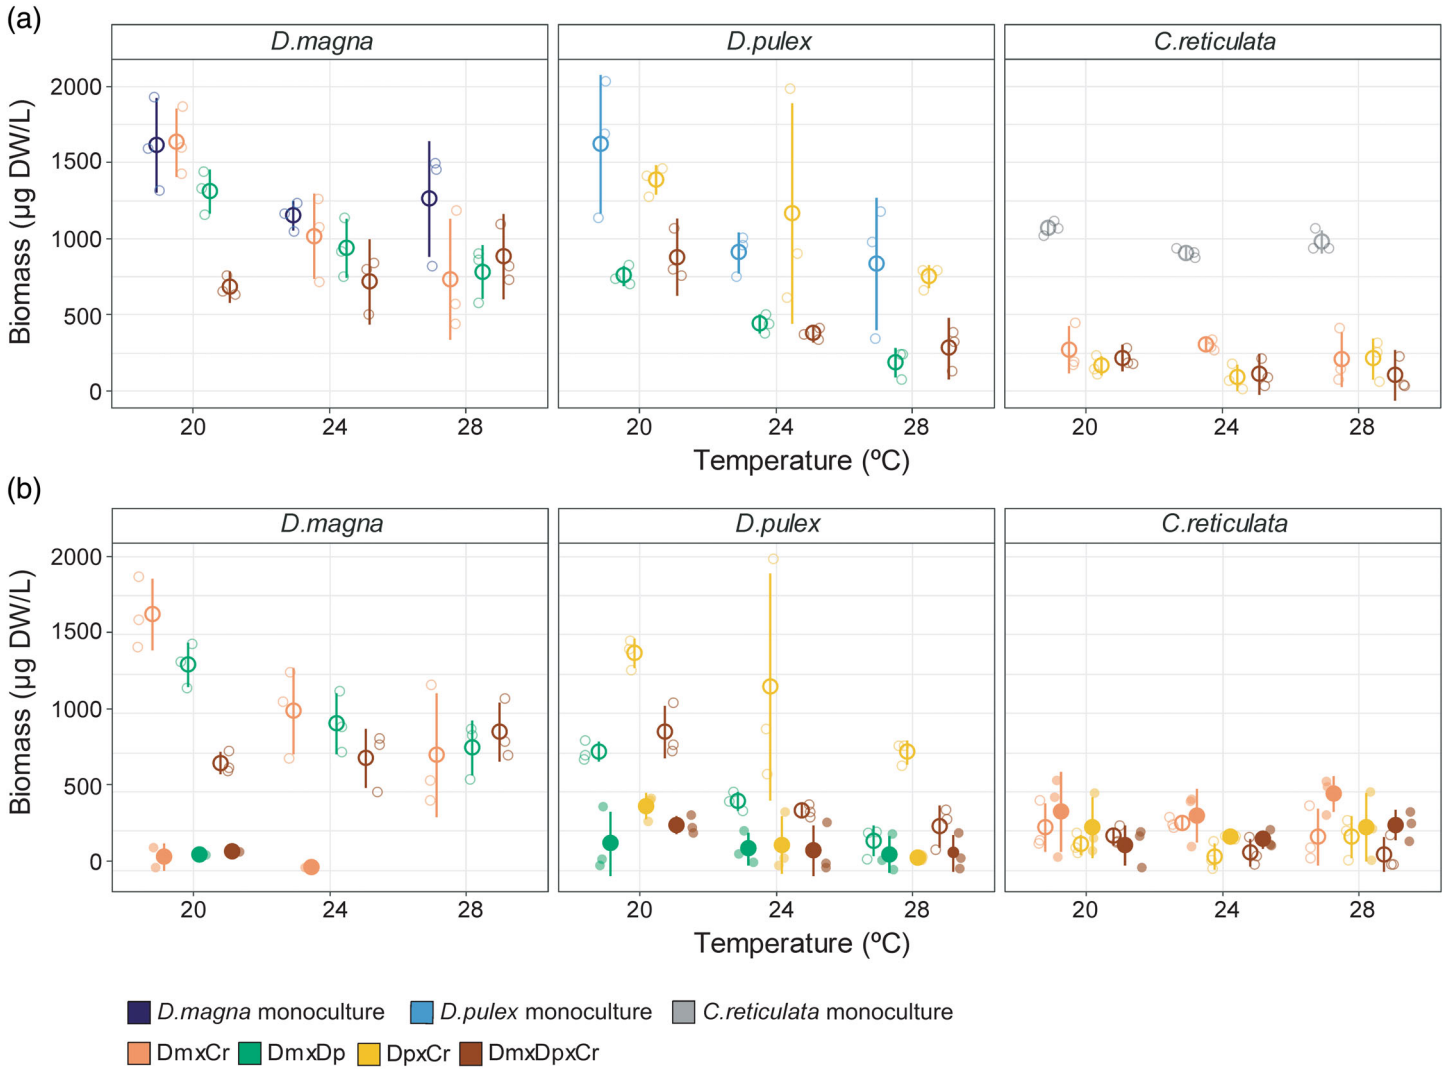 (a)
D.magna D.pulex C.reticulata
2000
1500
1000
500
0
Biomass (µg DW/L)
20 24 28 20 24 28 20 24 28
Temperature (ºC)
(b)
D.magna D.pulex C.reticulata
2000
1500
1000
500
0
Biomass (µg DW/L)
20 24 28 20 24 28 20 24 28
Temperature (ºC)
D.magna monoculture D.pulex monoculture C.reticulata monoculture
DmxCr DmxDp DpxCr DmxDpxCr